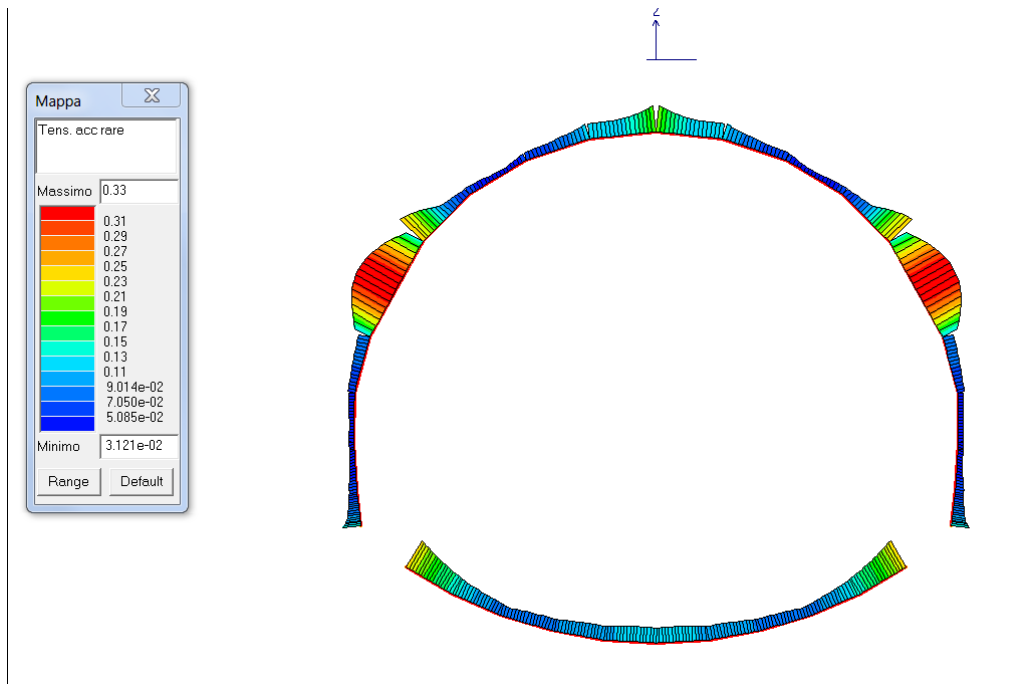 Z
Mappa
Tens. acc rare
Massimo 0.33
0.31
0.29
0.27
0.25
0.23
0.21
0.19
0.17
0.15
0.13
0.11
9.014e-02
7.050e-02
5.085e-02
Minimo 3.121e-02
Range Default